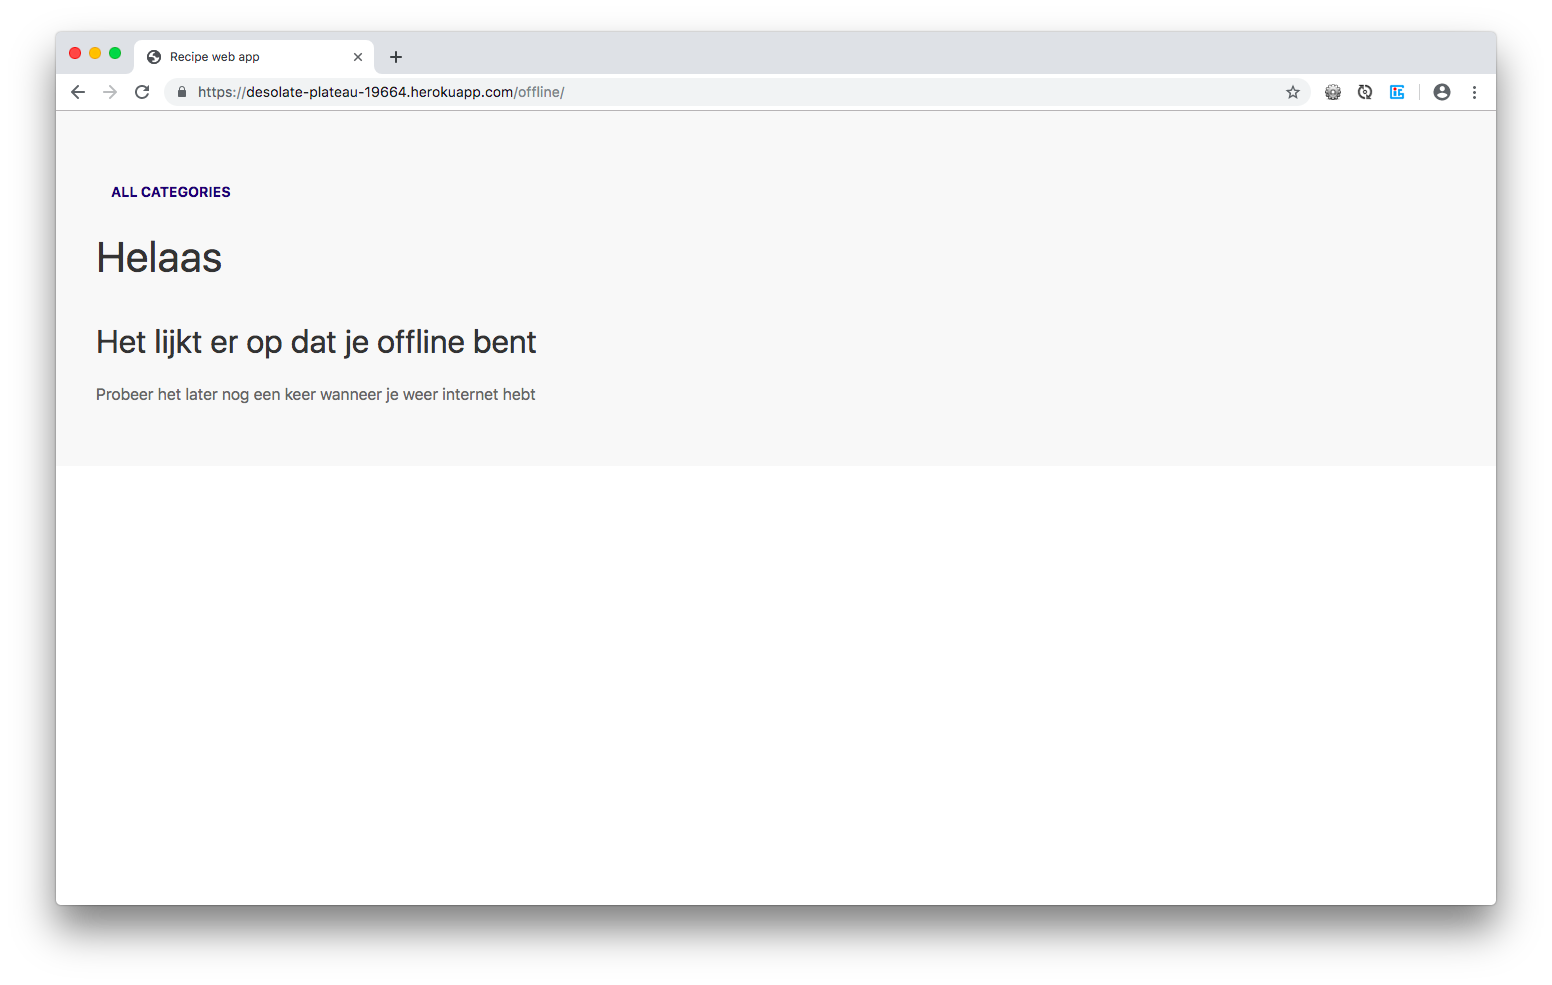 Recipe web app
https://desolate-plateau-19664.herokuapp.com/offline/
ALL CATEGORIES
Helaas
Het lijkt er op dat je offline bent
Probeer het later nog een keer wanneer je weer internet hebt